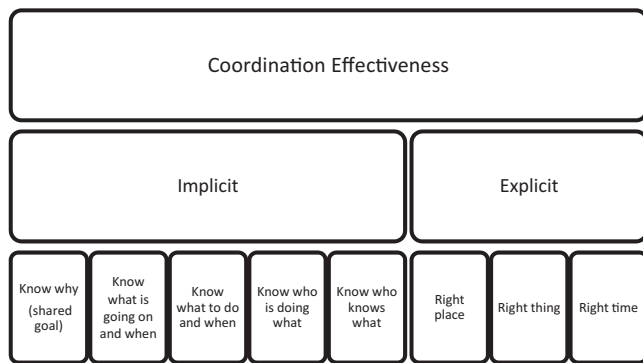 Coordination Effectiveness
Implicit
Explicit
Know why
(shared
goal)
Know
what is
going on
and when
Know
what to do
and when
Know who
is doing
what
Know who
knows
what
Right
place
Right thing
Right time